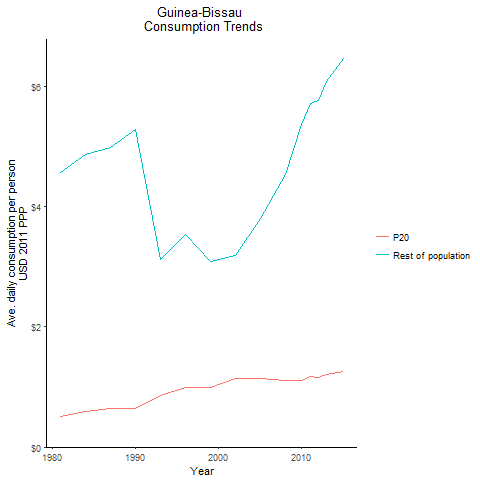 Guinea-Bissau
Consumption Trends
Ave. daily consumption per person
USD 2011 PPP
$6
$4
$2
$0
1980
1990
2000
2010
Year
P20
Rest of population